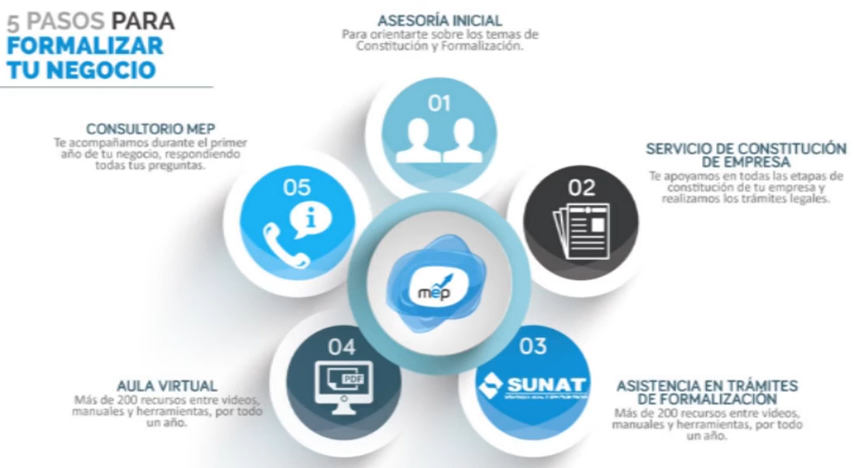 5 PASOS PARA
FORMALIZAR
TU NEGOCIO
ASESORÍA INICIAL
Para orientarte sobre los temas de
Constitución y Formalización.
01
SERVICIO DE CONSTITUCIÓN
DE EMPRESA
Te apoyamos en todas las etapas de
constitución de tu empresa y
realizamos los trámites legales.
02
ASISTENCIA EN TRÁMITES
DE FORMALIZACIÓN
Más de 200 recursos entre videos,
manuales y herramientas, por todo
un año.
03
SUNAT
AULA VIRTUAL
Más de 200 recursos entre videos,
manuales y herramientas, por todo
un año.
04
PDF
CONSULTORIO MEP
Te acompañamos durante el primer
año de tu negocio, respondiendo
todas tus preguntas.
05
i
mep